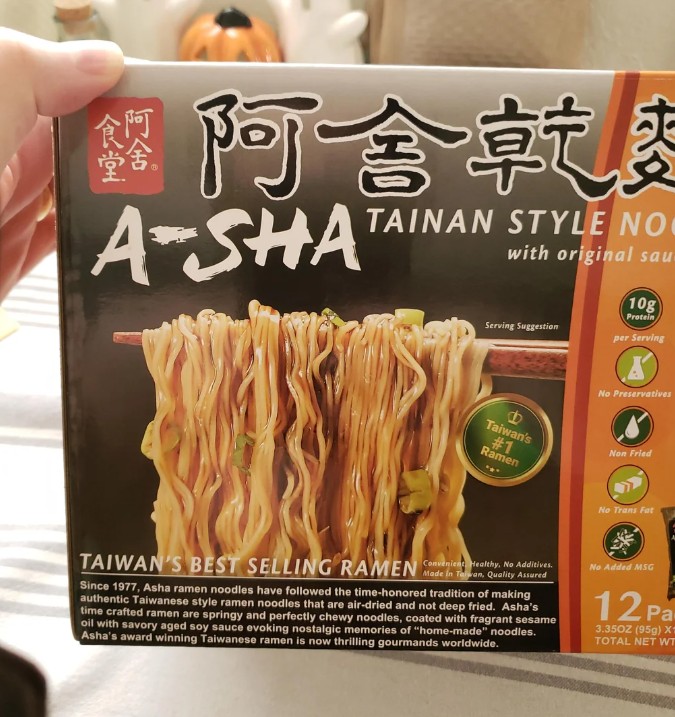 阿舍食堂®
阿舍乾
A-SHA
TAINAN STYLE
with original
Serving Suggestion
10g
Protein
per Serving
No Preservatives
Non Fried
No Trans Fat
No Added MSG
Taiwan's
#1
Ramen
TAIWAN'S BEST SELLING RAMEN
Convenient, Healthy, No Additives.
Made in Taiwan, Quality Assured
Since 1977, Asha ramen noodles have followed the time-honored tradition of making
authentic Taiwanese style ramen noodles that are air-dried and not deep fried. Asha's
time crafted ramen are springy and perfectly chewy noodles, coated with fragrant sesame
oil with savory aged soy sauce evoking nostalgic memories of "home-made" noodles.
Asha's award winning Taiwanese ramen is now thrilling gourmands worldwide.
12 Pa
3.35OZ (95g) X
TOTAL NET WT